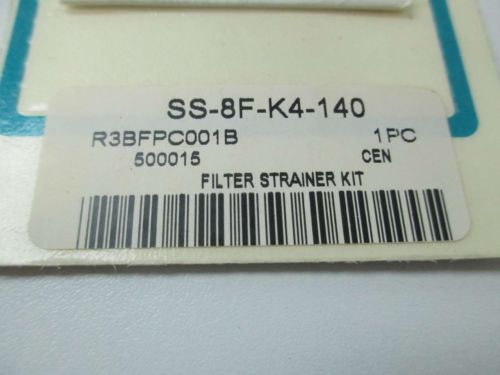 SS-8F-K4-140
R3BFPC001B 1PC
500015 CEN
FILTER STRAINER KIT